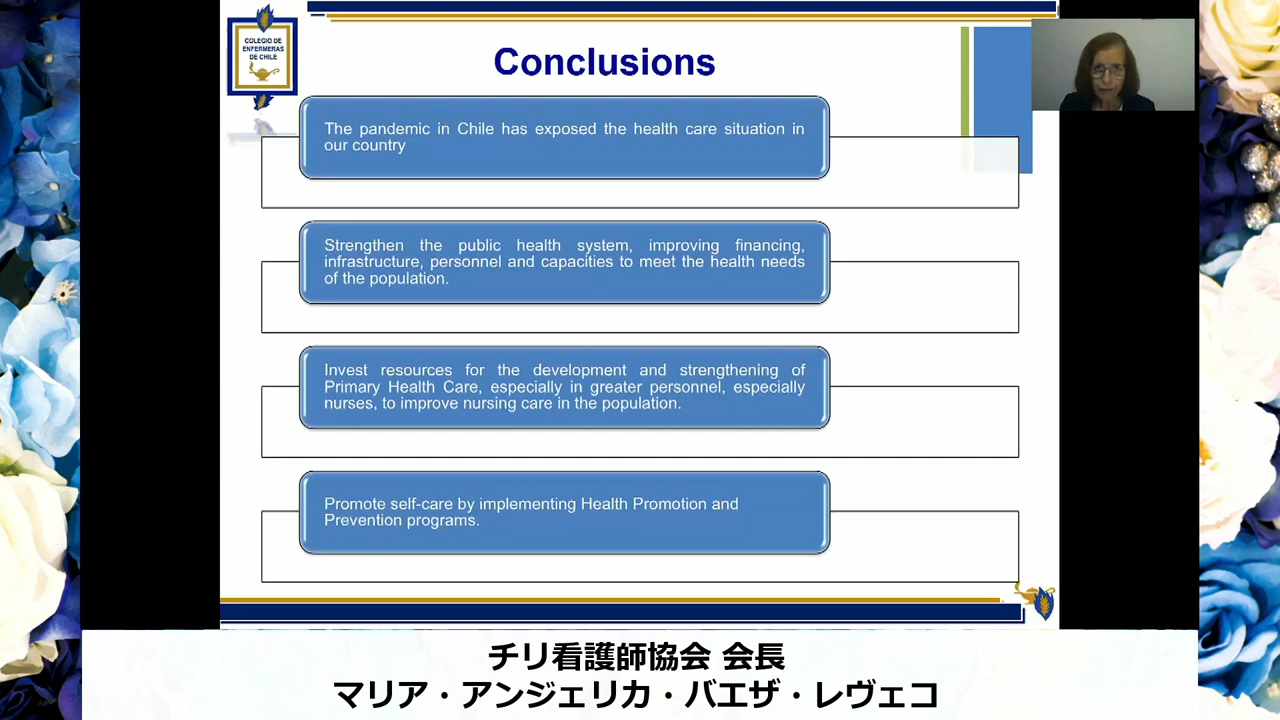 COLEGIO DE
ENFERMERAS
DE CHILE
Conclusions
The pandemic in Chile has exposed the health care situation in
our country
Strengthen the public health system, improving financing,
infrastructure, personnel and capacities to meet the health needs
of the population.
Invest resources for the development and strengthening of
Primary Health Care, especially in greater personnel, especially
nurses, to improve nursing care in the population.
Promote self-care by implementing Health Promotion and
Prevention programs.
チリ看護師協会 会長
マリア・アンジェリカ・バエザ・レヴェコ